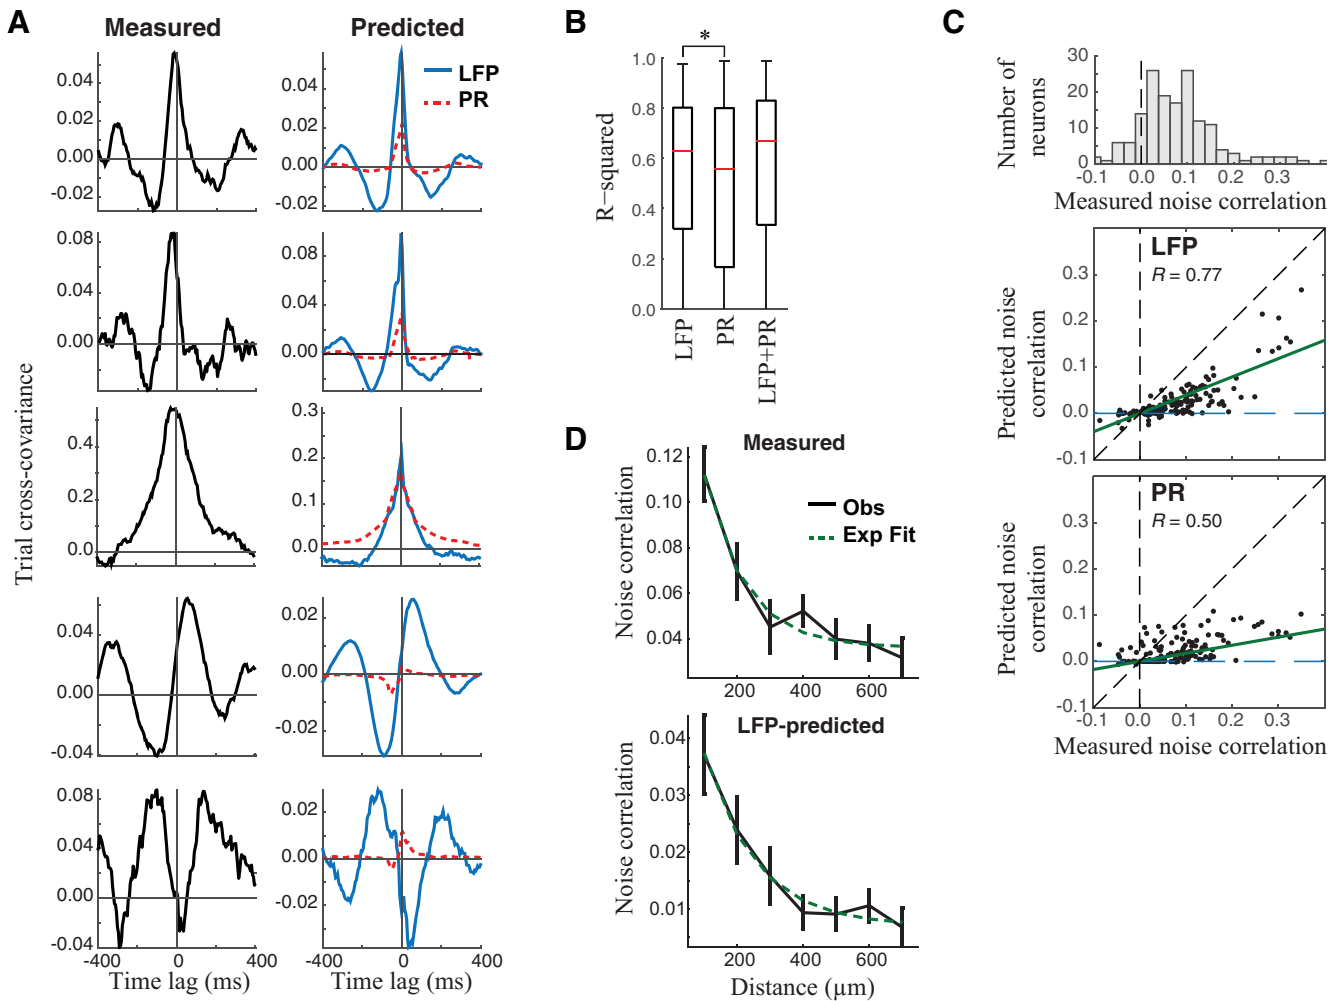 A
Measured
Predicted
LFP
PR
Trial cross-covariance
0.04
0.02
0.00
-0.02
0.04
0.02
0.00
-0.02
0.08
0.04
0.00
0.08
0.04
0.00
0.4
0.2
0.0
0.3
0.2
0.1
0.0
0.04
0.00
-0.04
0.02
0.00
-0.02
0.08
0.04
0.00
-0.04
0.02
0.00
-0.02
-400
0
400
-400
0
400
Time lag (ms)
Time lag (ms)
B
*
R−squared
1.0
0.8
0.6
0.4
0.2
0.0
LFP
PR
LFP+PR
C
Number of
neurons
30
20
10
0
-0.1
0.0
0.1
0.2
0.3
Measured noise correlation
LFP
R = 0.77
Predicted noise
correlation
0.3
0.2
0.1
0.0
-0.1
PR
R = 0.50
Predicted noise
correlation
0.3
0.2
0.1
0.0
-0.1
-0.1
0.0
0.1
0.2
0.3
Measured noise correlation
D
Measured
Obs
Exp Fit
Noise correlation
0.12
0.10
0.08
0.06
0.04
200
400
600
LFP-predicted
Noise correlation
0.04
0.03
0.02
0.01
200
400
600
Distance (µm)